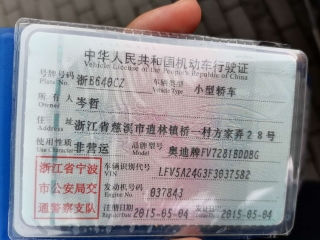 中华人民共和国机动车行驶证
Vehicle License of the People's Republic of China
号牌号码 浙B640CZ 车辆类型 小型轿车
Plate No. Vehicle Type
所有人 岑哲
Owner
住址 浙江省慈溪市道林镇桥一村方家弄28号
Address
使用性质 非营运 品牌型号 奥迪牌FV7281BDDBG
Use Character Model
浙江省宁波
市公安局交
通警察支队
车辆识别代号 LFV5A24G3F3037582
VIN
发动机号码 037843
Engine No.
注册日期 2015-05-04 发证日期 2015-05-04
Register Date Issue Date